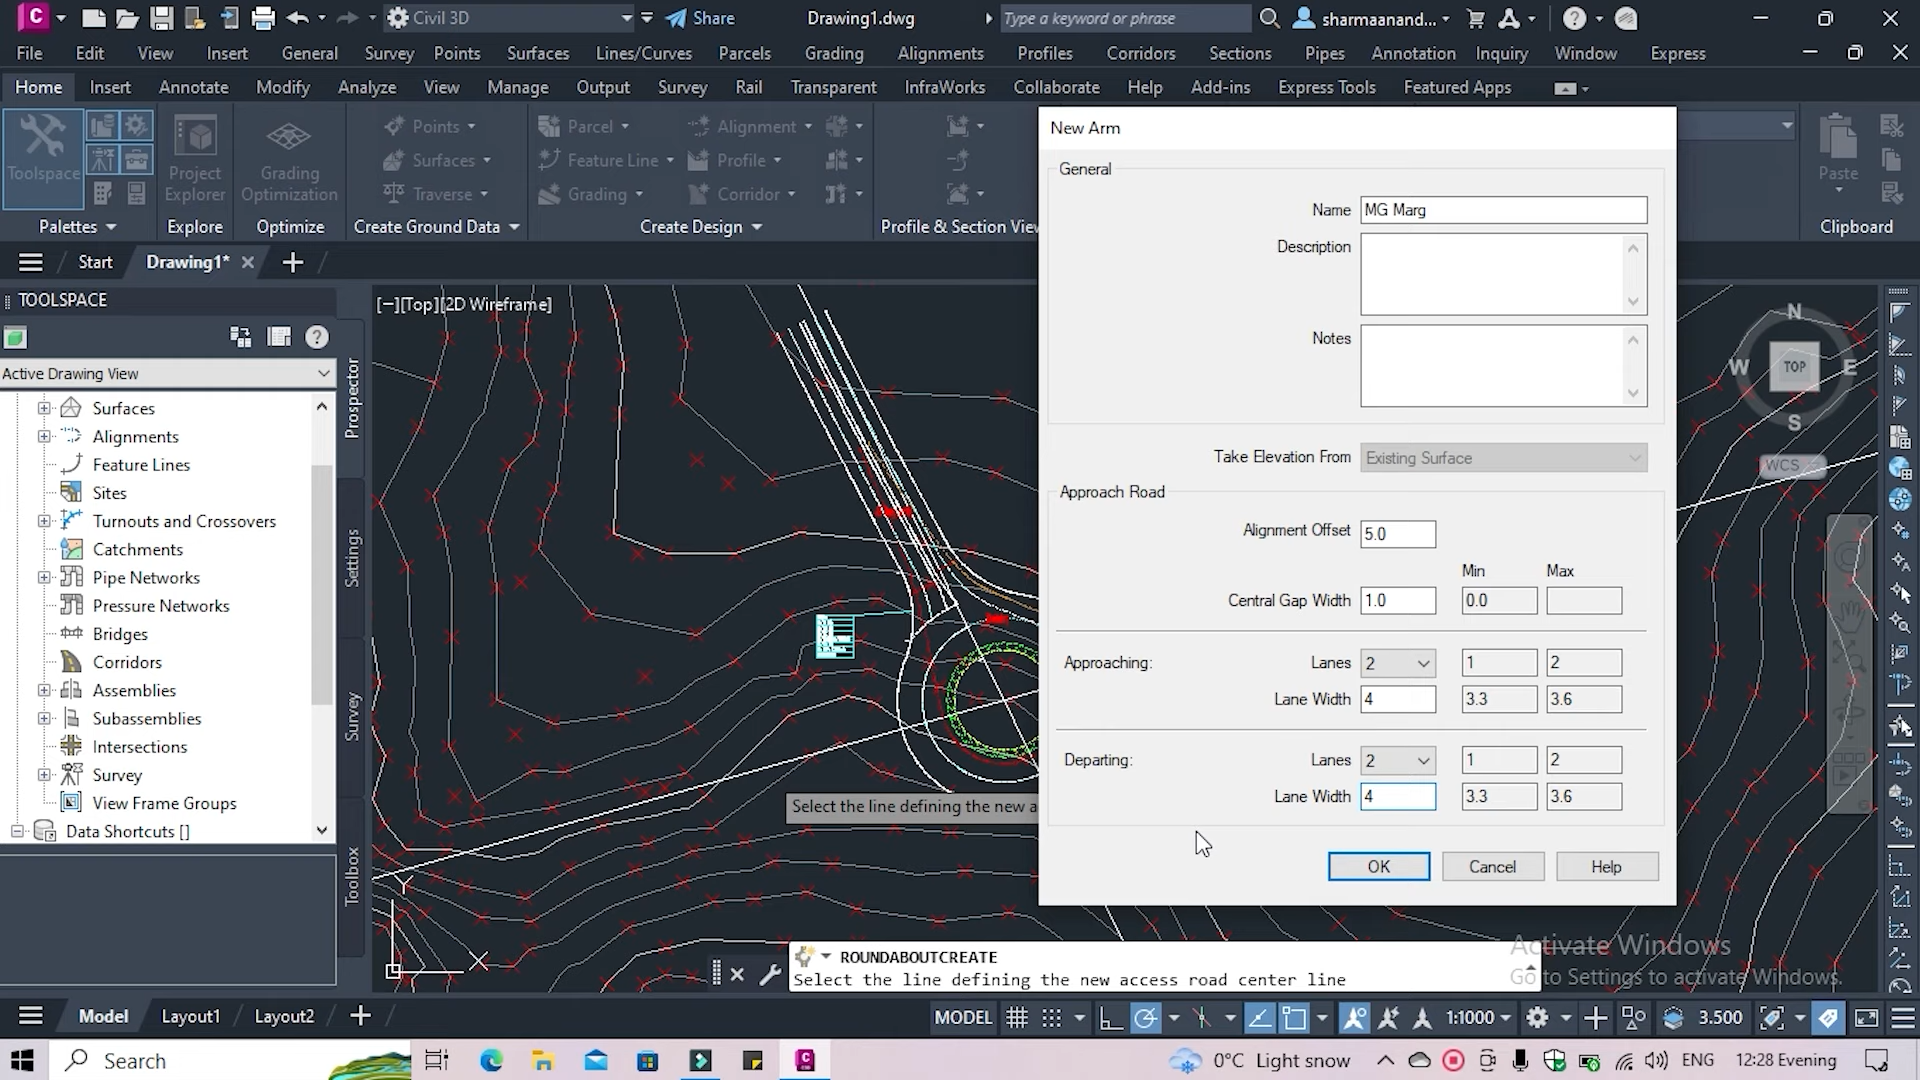 Civil 3D
Share
Drawing1.dwg
Type a keyword or phrase
sharmaanand...
File Edit View Insert General Survey Points Surfaces Lines/Curves Parcels Grading Alignments Profiles Corridors Sections Pipes Annotation Inquiry Window Express
Home Insert Annotate Modify Analyze View Manage Output Survey Rail Transparent InfraWorks Collaborate Help Add-ins Express Tools Featured Apps
Toolspace
Project Explorer
Grading Optimization
Points
Surfaces
Traverse
Parcel
Feature Line
Grading
Alignment
Profile
Corridor
Paste
Palettes
Explore
Optimize
Create Ground Data
Create Design
Profile & Section View
Clipboard
Start
Drawing1*
TOOLSPACE
Active Drawing View
Surfaces
Alignments
Feature Lines
Sites
Turnouts and Crossovers
Catchments
Pipe Networks
Pressure Networks
Bridges
Corridors
Assemblies
Subassemblies
Intersections
Survey
View Frame Groups
Data Shortcuts []
Prospector
Settings
Survey
Toolbox
[−][Top][2D Wireframe]
Select the line defining the new a
N
W
TOP
E
S
WCS
Y
X
New Arm
General
Name MG Marg
Description
Notes
Take Elevation From Existing Surface
Approach Road
Alignment Offset 5.0
Min Max
Central Gap Width 1.0 0.0
Approaching: Lanes 2 1 2
Lane Width 4 3.3 3.6
Departing: Lanes 2 1 2
Lane Width 4 3.3 3.6
OK Cancel Help
ROUNDABOUTCREATE
Select the line defining the new access road center line
Activate Windows
Go to Settings to activate Windows.
Model Layout1 Layout2
MODEL
1:1000
3.500
Search
0°C Light snow
ENG
12:28 Evening